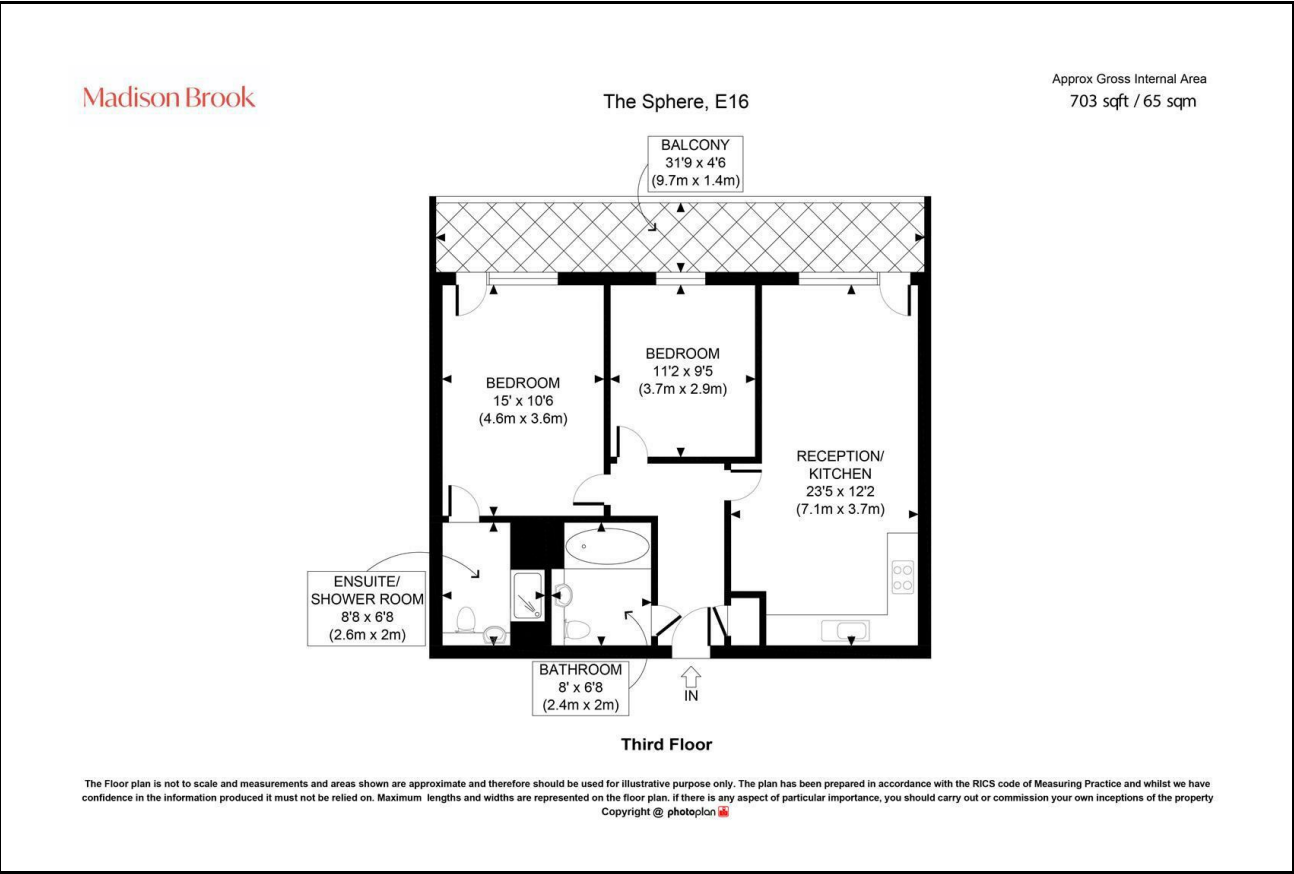 Madison Brook
The Sphere, E16
Approx Gross Internal Area
703 sqft / 65 sqm
BALCONY
31'9 x 4'6
(9.7m x 1.4m)
BEDROOM
15' x 10'6
(4.6m x 3.6m)
BEDROOM
11'2 x 9'5
(3.7m x 2.9m)
RECEPTION/
KITCHEN
23'5 x 12'2
(7.1m x 3.7m)
ENSUITE/
SHOWER ROOM
8'8 x 6'8
(2.6m x 2m)
BATHROOM
8' x 6'8
(2.4m x 2m)
IN
Third Floor
The Floor plan is not to scale and measurements and areas shown are approximate and therefore should be used for illustrative purpose only. The plan has been prepared in accordance with the RICS code of Measuring Practice and whilst we have
confidence in the information produced it must not be relied on. Maximum lengths and widths are represented on the floor plan. if there is any aspect of particular importance, you should carry out or commission your own inceptions of the property
Copyright @ photoplan